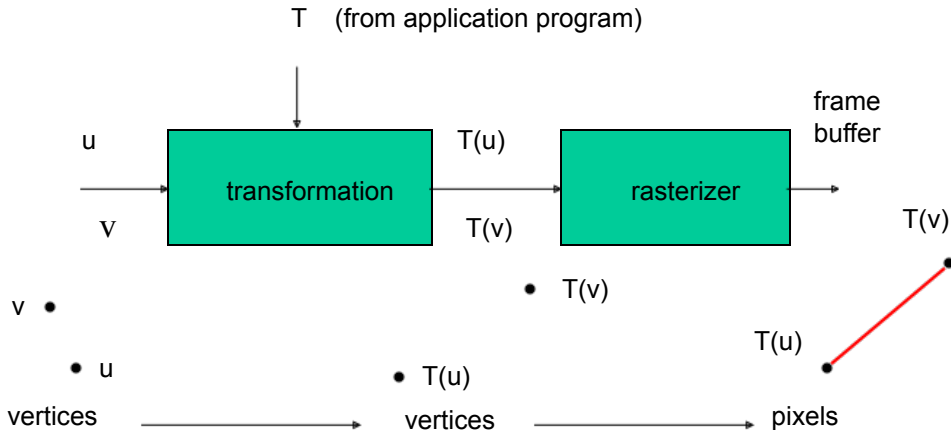 T (from application program)
frame
buffer
u
T(u)
transformation
rasterizer
v
T(v)
T(v)
T(v)
v
T(u)
u
T(u)
vertices
vertices
pixels